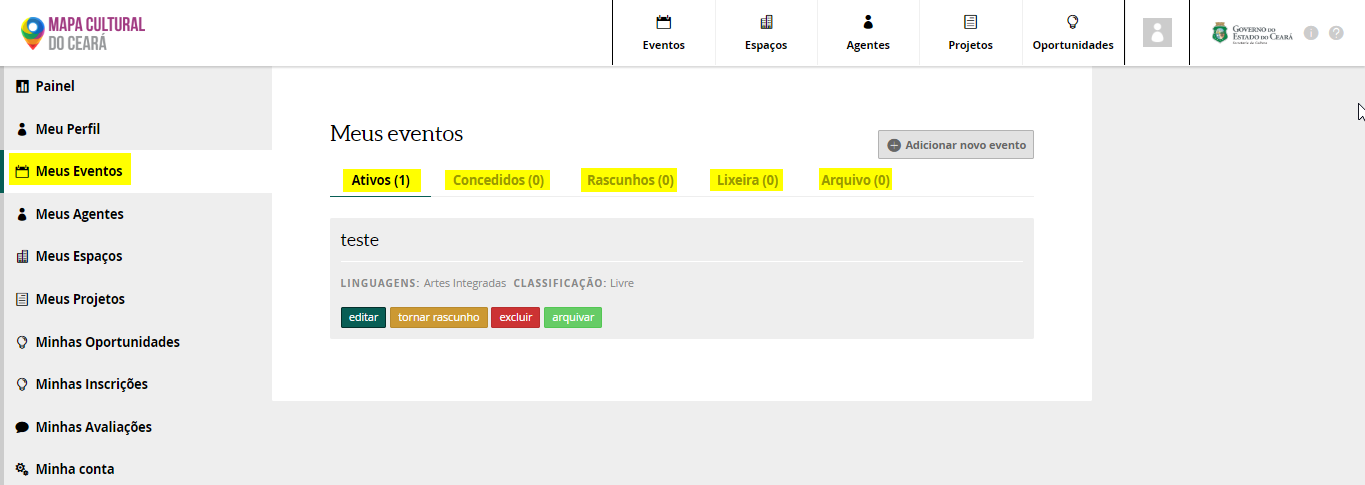 MAPA CULTURAL
DO CEARÁ
Eventos
Espaços
Agentes
Projetos
Oportunidades
GOVERNO DO
ESTADO DO CEARÁ
Secretaria da Cultura
Painel
Meu Perfil
Meus Eventos
Meus Agentes
Meus Espaços
Meus Projetos
Minhas Oportunidades
Minhas Inscrições
Minhas Avaliações
Minha conta
Meus eventos
Adicionar novo evento
Ativos (1) Concedidos (0) Rascunhos (0) Lixeira (0) Arquivo (0)
teste
LINGUAGENS: Artes Integradas CLASSIFICAÇÃO: Livre
editar tornar rascunho excluir arquivar